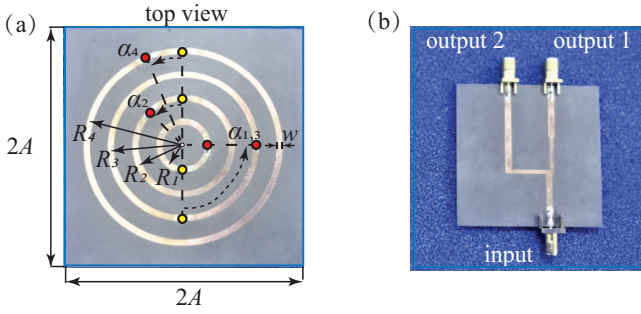 (a)
top view
2A
α4
α2
α1,3
w
R4
R3
R2
R1
2A
(b)
output 2 output 1
input